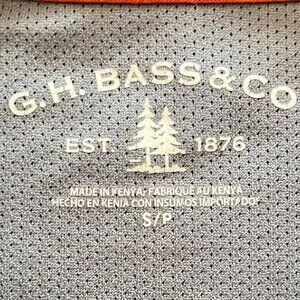 G.H. BASS & CO
EST. 1876
MADE IN KENYA/FABRIQUE AU KENYA
HECHO EN KENIA CON INSUMOS IMPORTADOS
S/P